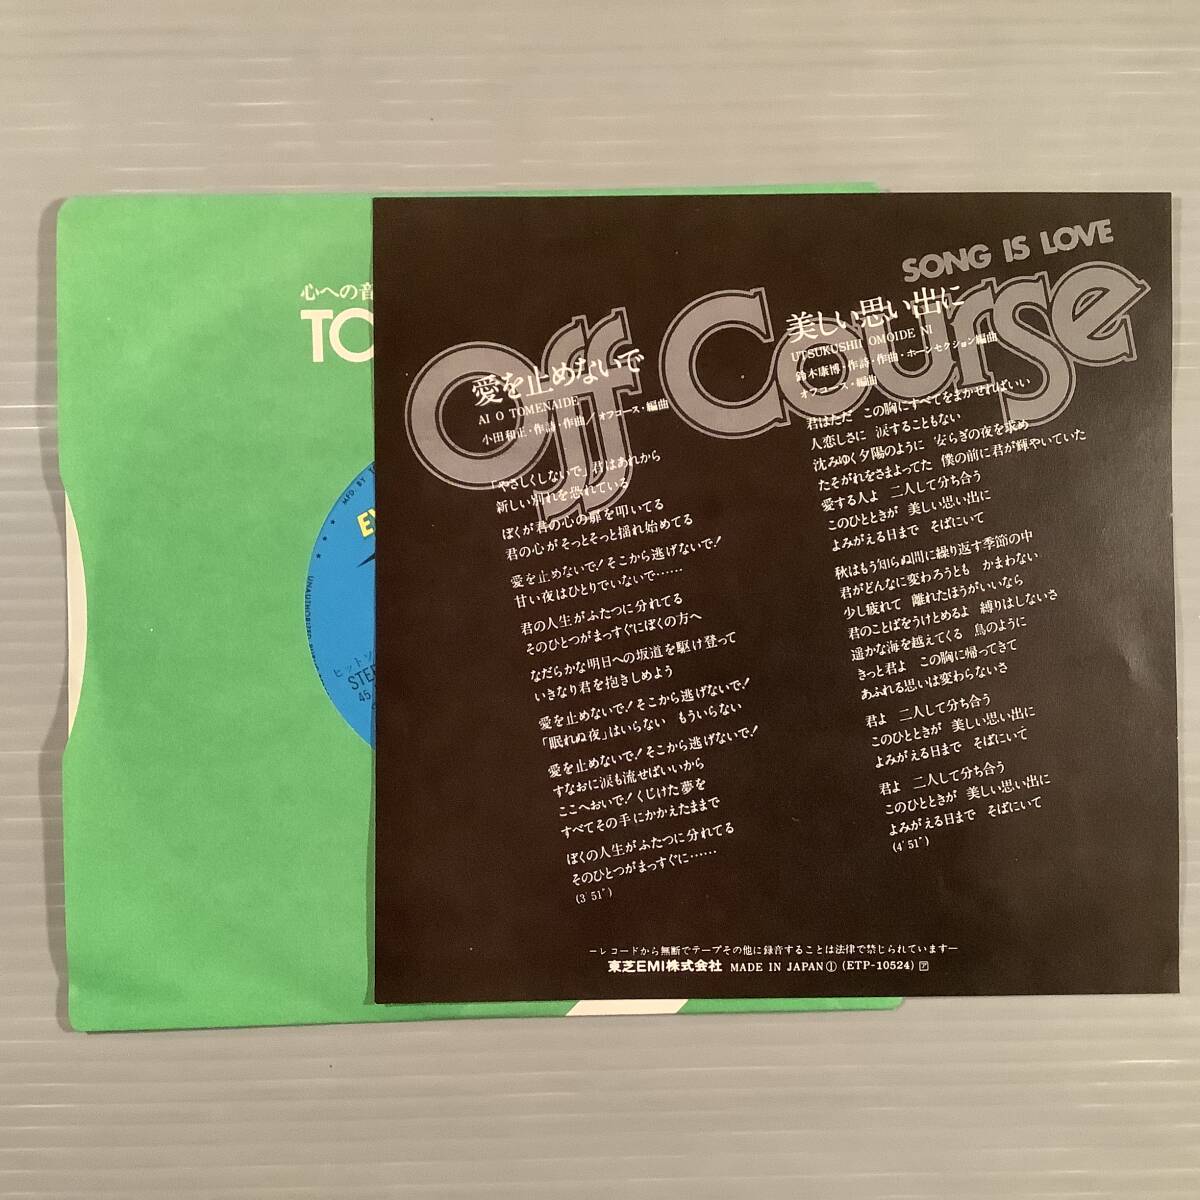 心への音
TO
MFD. BY T
EX
UNAUTHORIZED
ヒット
STE
45
SONG IS LOVE
Off Course
愛を止めないで
AI O TOMENAIDE
小田和正・作詩・作曲／オフコース・編曲
「やさしくしないで」君はあれから
新しい別れを恐れている
ぼくが君の心の扉を叩いてる
君の心がそっとそっと揺れ始めてる
愛を止めないで！そこから逃げないで！
甘い夜はひとりでいないで……
君の人生がふたつに分れてる
そのひとつがまっすぐにぼくの方へ
なだらかな明日への坂道を駆け登って
いきなり君を抱きしめよう
愛を止めないで！そこから逃げないで！
「眠れぬ夜」はいらない　もういらない
愛を止めないで！そこから逃げないで！
すなおに涙も流せばいいから
ここへおいで！くじけた夢を
すべてその手にかかえたままで
ぼくの人生がふたつに分れてる
そのひとつがまっすぐに……
(3'51")
美しい思い出に
UTSUKUSHII OMOIDE NI
鈴木康博・作詩・作曲・ホーンセクション編曲
オフコース・編曲
君はただ　この胸にすべてをまかせればいい
人恋しさに　涙することもない
沈みゆく夕陽のように　安らぎの夜を求め
たそがれをさまよってた　僕の前に君が輝やいていた
愛する人よ　二人して分ち合う
このひとときが　美しい思い出に
よみがえる日まで　そばにいて
秋はもう知らぬ間に繰り返す季節の中
君がどんなに変わろうとも　かまわない
少し疲れて　離れたほうがいいなら
君のことばをうけとめるよ　縛りはしないさ
遥かな海を越えてくる　鳥のように
きっと君よ　この胸に帰ってきて
あふれる思いは変わらないさ
君よ　二人して分ち合う
このひとときが　美しい思い出に
よみがえる日まで　そばにいて
君よ　二人して分ち合う
このひとときが　美しい思い出に
よみがえる日まで　そばにいて
(4'51")
―レコードから無断でテープその他に録音することは法律で禁じられています―
東芝EMI株式会社 MADE IN JAPAN① (ETP-10524) Ⓟ